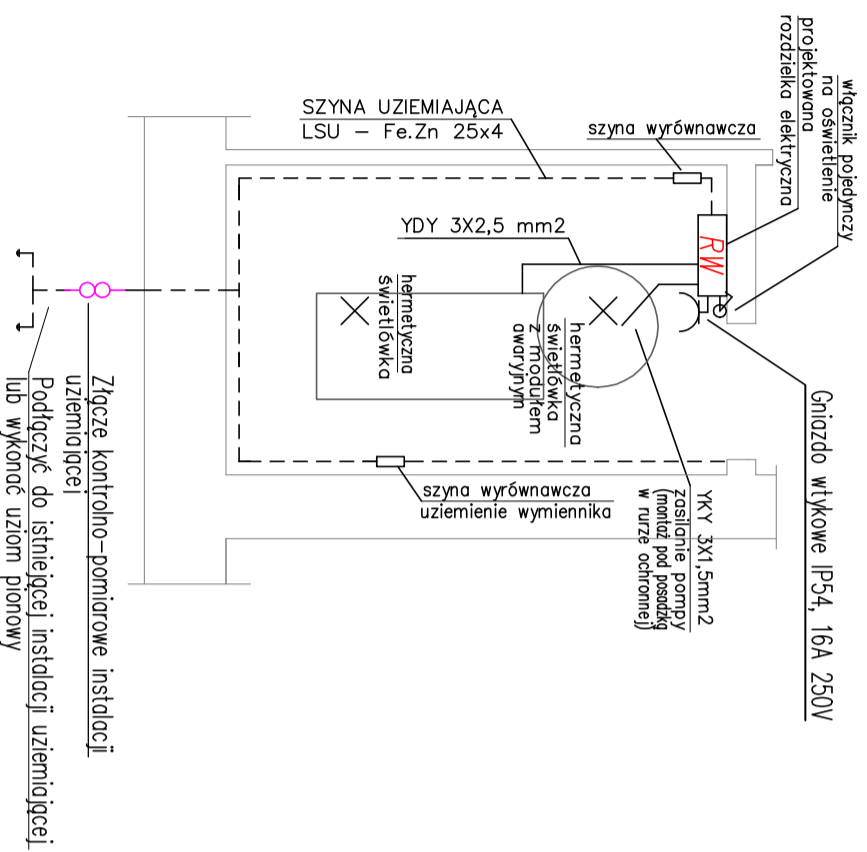 włącznik pojedynczy
na oświetlenie
projektowana
rozdzielka elektryczna
SZYNA UZIEMIAJĄCA
LSU – Fe.Zn 25x4
szyna wyrównawcza
YDY 3X2,5 mm2
RW
hermetyczna
świetlówka
hermetyczna
świetlówka
z modułem
awaryjnym
Gniazdo wtykowe IP54, 16A 250V
YKY 3X1,5mm2
zasilanie pompy
(montaż pod posadzką
w rurze ochronnej)
szyna wyrównawcza
uziemienie wymiennika
Złącze kontrolno-pomiarowe instalacji
uziemiającej
Podłączyć do istniejącej instalacji uziemiającej
lub wykonać uziom pionowy